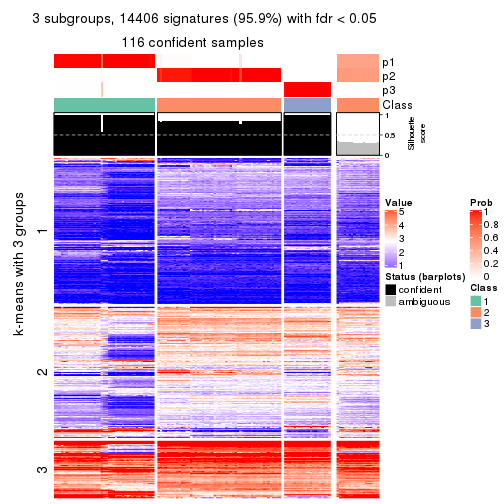 3 subgroups, 14406 signatures (95.9%) with fdr < 0.05
116 confident samples
p1
p2
p3
Class
1
0.5
0
Silhouette
score
k-means with 3 groups
1
2
3
Value
5
4
3
2
1
Status (barplots)
confident
ambiguous
Prob
1
0.8
0.6
0.4
0.2
0
Class
1
2
3